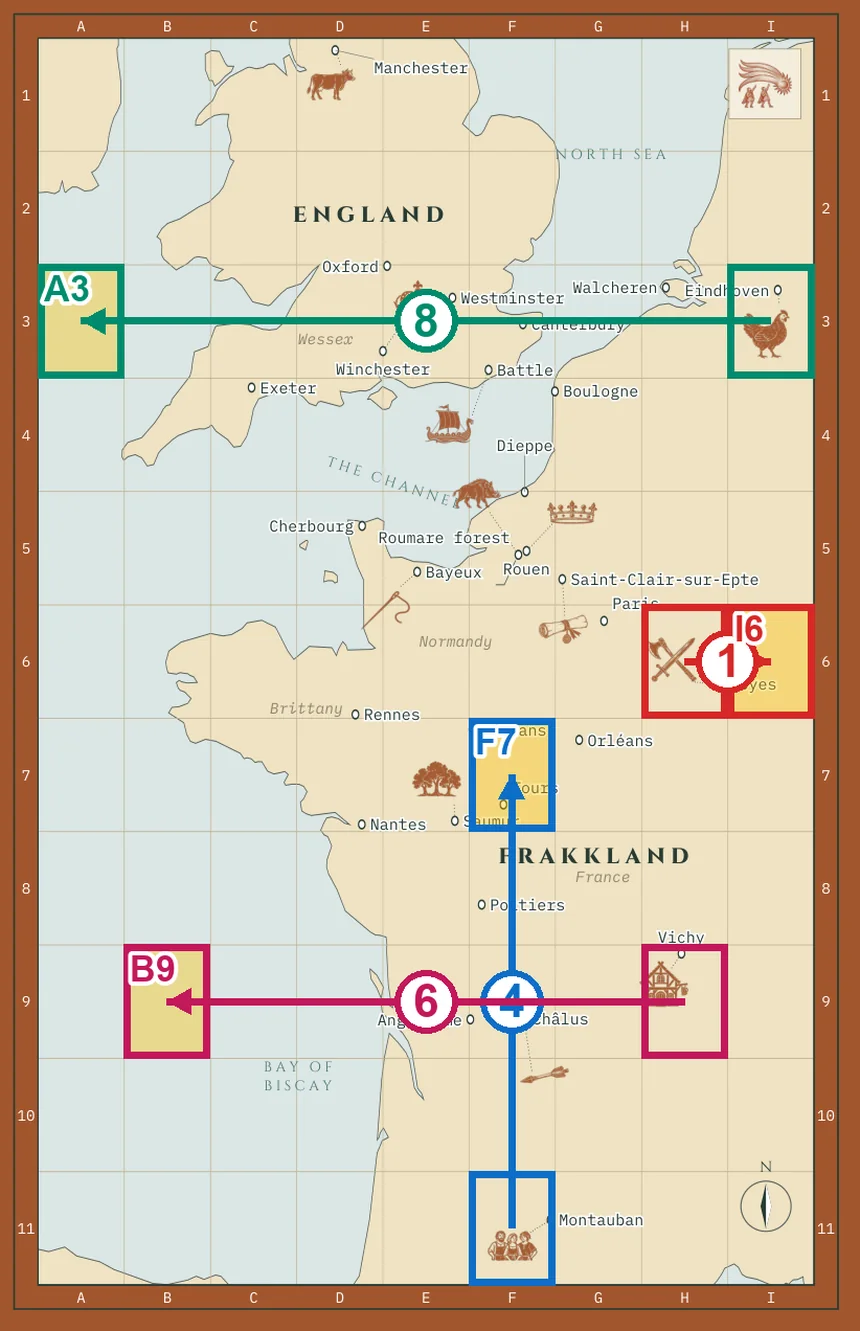 A B C D E F G H I
1 1
Manchester
NORTH SEA
2 2
ENGLAND
Oxford
A3
Walcheren
Eindhoven
Westminster
3 3
8
Canterbury
Wessex
Winchester
Battle
Exeter
Boulogne
4 4
Dieppe
THE CHANNEL
Cherbourg
Roumare forest
5 5
Rouen
Bayeux
Saint-Clair-sur-Epte
Paris
I6
Normandy
6 6
1
Brittany
Rennes
F7
Orléans
7 7
Tours
Saumur
Nantes
FRAKKLAND
France
8 8
Poitiers
Vichy
B9
9 9
6
4
Châlus
BAY OF
BISCAY
10 10
N
11 11
Montauban
A B C D E F G H I